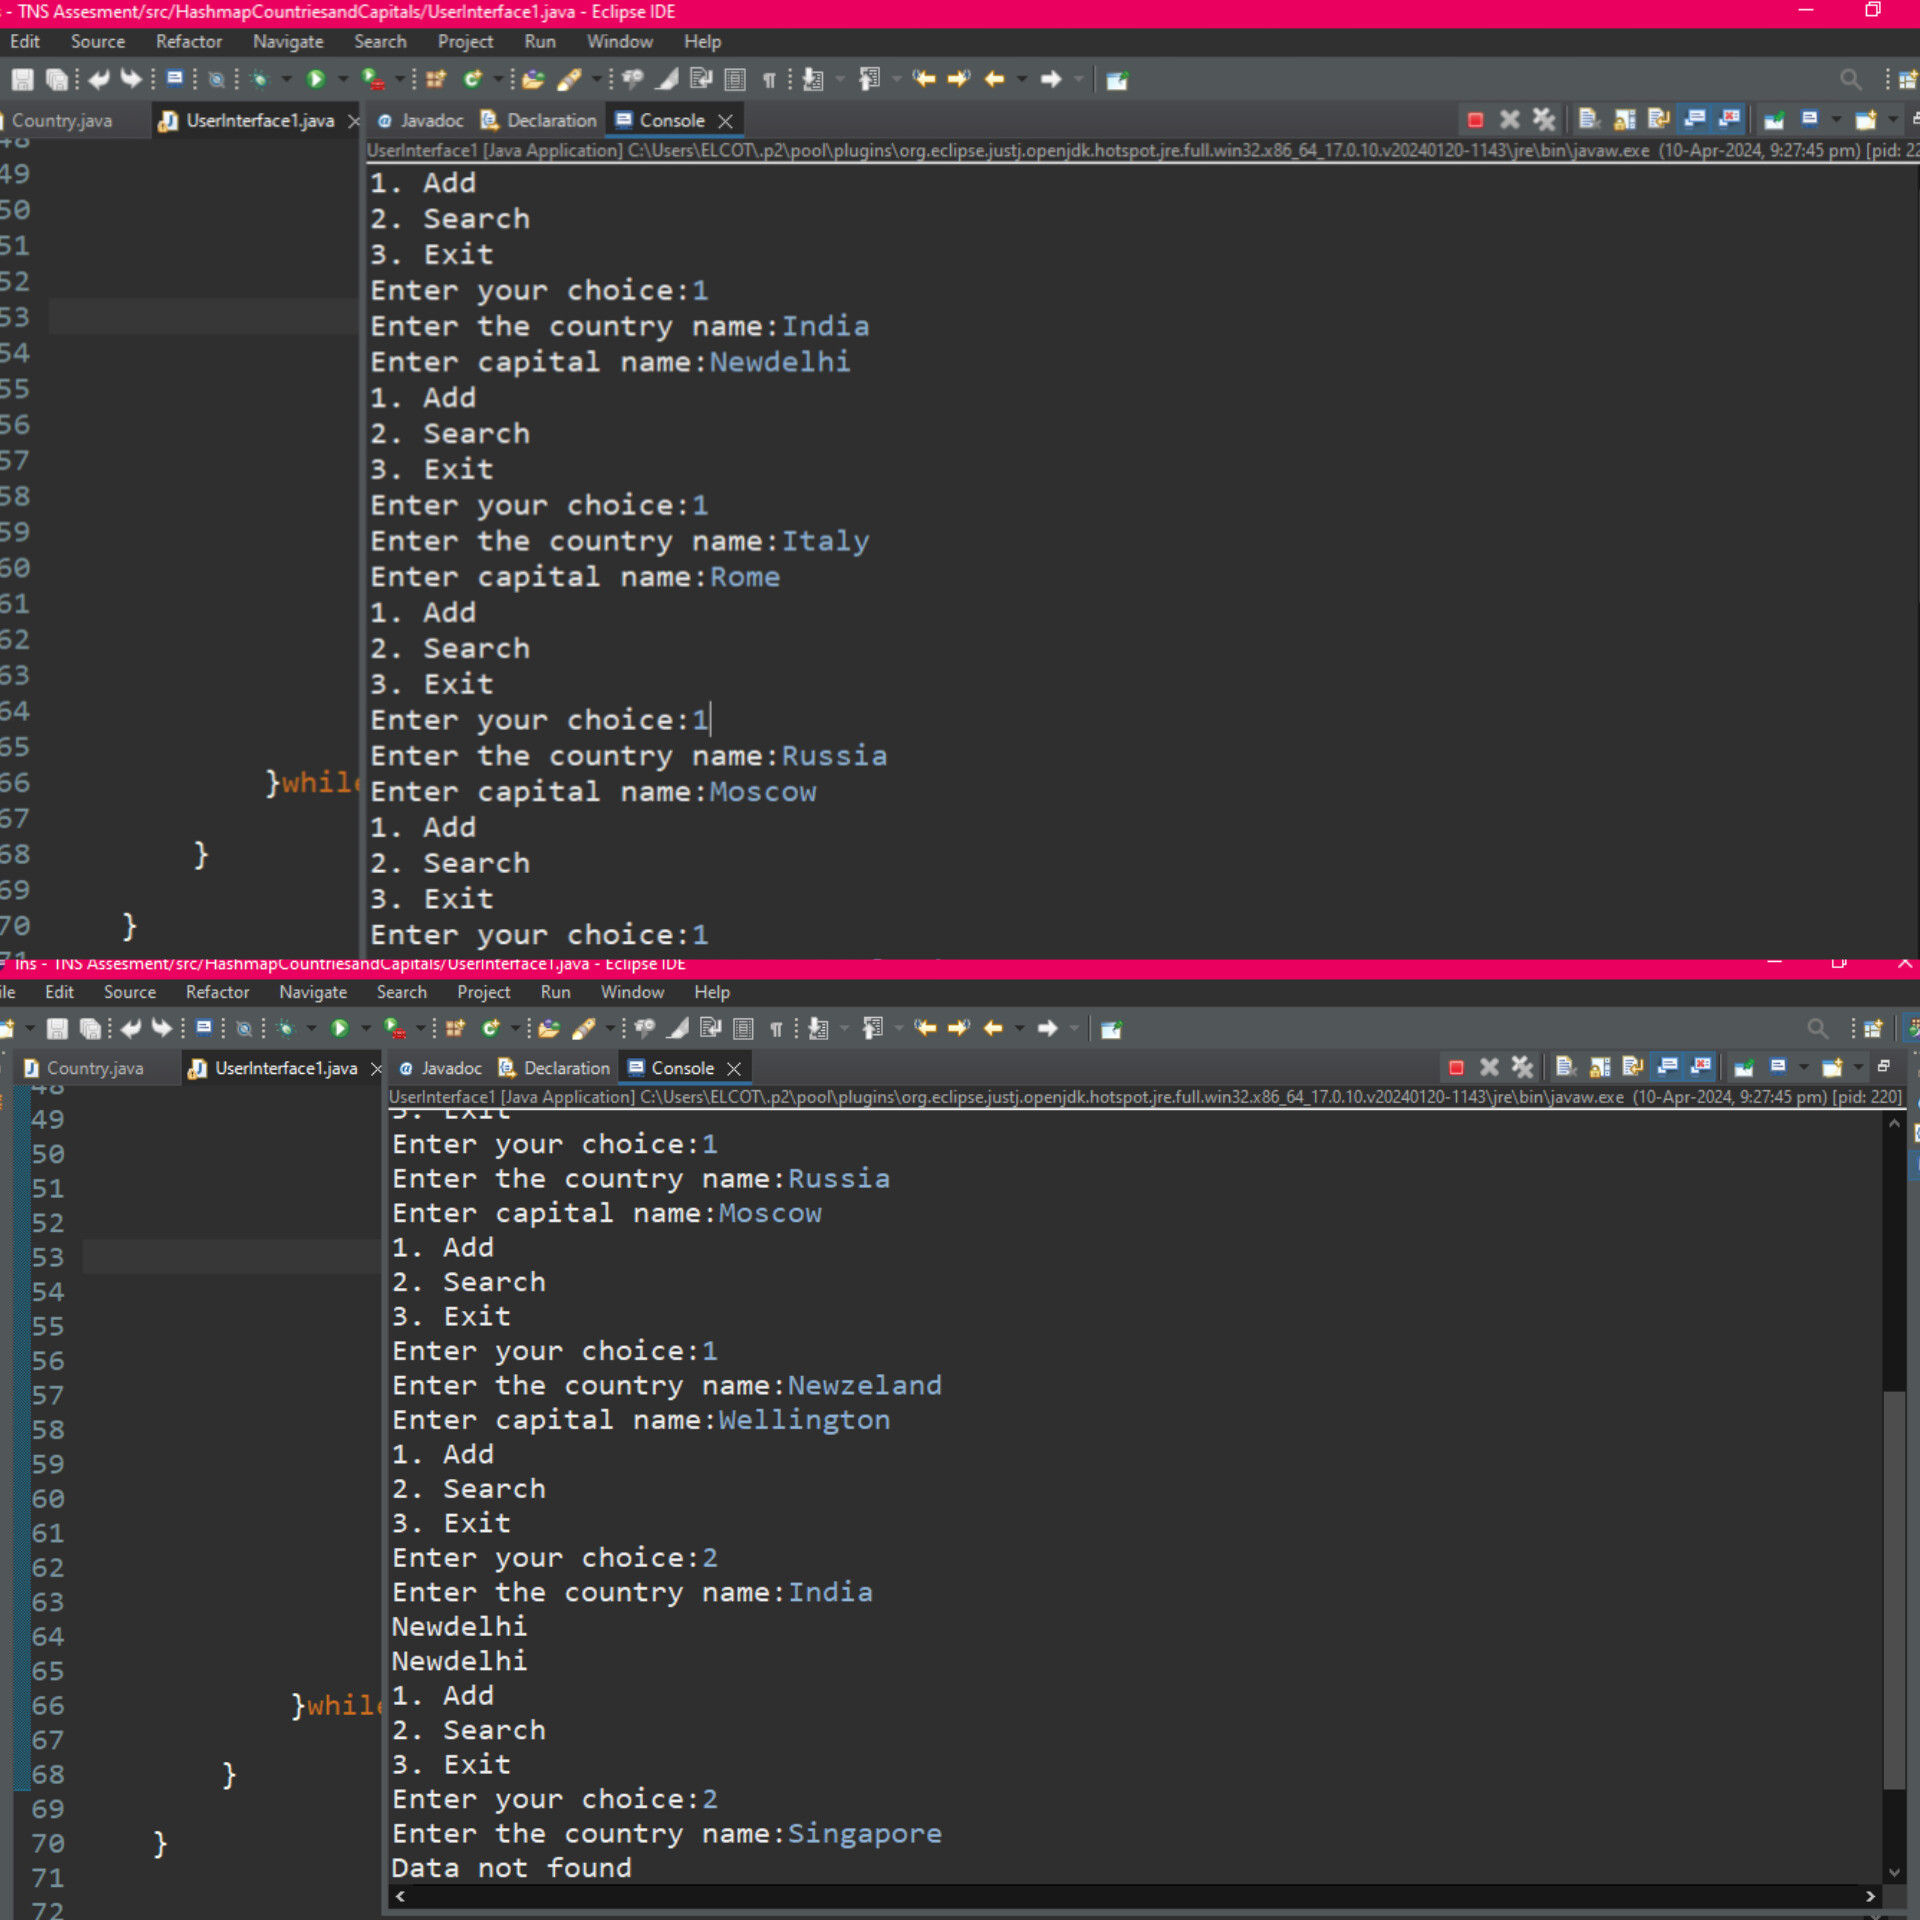 - TNS Assesment/src/HashmapCountriesandCapitals/UserInterface1.java - Eclipse IDE
Edit Source Refactor Navigate Search Project Run Window Help
Country.java UserInterface1.java Javadoc Declaration Console
UserInterface1 [Java Application] C:\Users\ELCOT\.p2\pool\plugins\org.eclipse.justj.openjdk.hotspot.jre.full.win32.x86_64_17.0.10.v20240120-1143\jre\bin\javaw.exe (10-Apr-2024, 9:27:45 pm) [pid: 22
49
50
51
52
53
54
55
56
57
58
59
60
61
62
63
64
65
66 }while
67
68 }
69
70 }
71
1. Add
2. Search
3. Exit
Enter your choice:1
Enter the country name:India
Enter capital name:Newdelhi
1. Add
2. Search
3. Exit
Enter your choice:1
Enter the country name:Italy
Enter capital name:Rome
1. Add
2. Search
3. Exit
Enter your choice:1
Enter the country name:Russia
Enter capital name:Moscow
1. Add
2. Search
3. Exit
Enter your choice:1
Tns - TNS Assesment/src/HashmapCountriesandCapitals/UserInterface1.java - Eclipse IDE
ile Edit Source Refactor Navigate Search Project Run Window Help
Country.java UserInterface1.java Javadoc Declaration Console
UserInterface1 [Java Application] C:\Users\ELCOT\.p2\pool\plugins\org.eclipse.justj.openjdk.hotspot.jre.full.win32.x86_64_17.0.10.v20240120-1143\jre\bin\javaw.exe (10-Apr-2024, 9:27:45 pm) [pid: 220]
48
49
50
51
52
53
54
55
56
57
58
59
60
61
62
63
64
65
66 }while
67
68 }
69
70 }
71
72
3. Exit
Enter your choice:1
Enter the country name:Russia
Enter capital name:Moscow
1. Add
2. Search
3. Exit
Enter your choice:1
Enter the country name:Newzeland
Enter capital name:Wellington
1. Add
2. Search
3. Exit
Enter your choice:2
Enter the country name:India
Newdelhi
Newdelhi
1. Add
2. Search
3. Exit
Enter your choice:2
Enter the country name:Singapore
Data not found